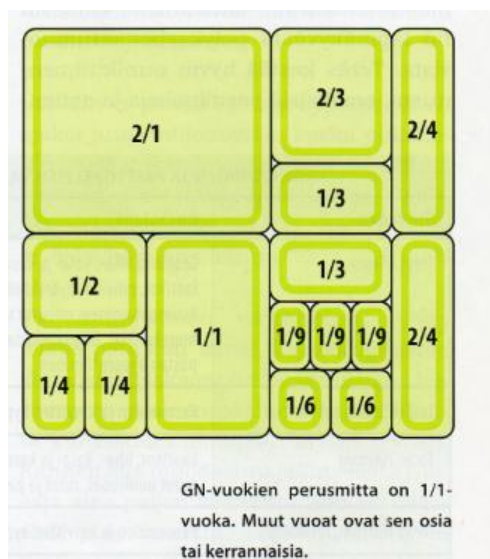 2/1
2/3
2/4
1/3
1/2
1/1
1/3
1/9 1/9 1/9
2/4
1/4 1/4
1/6 1/6
GN-vuokien perusmitta on 1/1-
vuoka. Muut vuoat ovat sen osia
tai kerrannaisia.